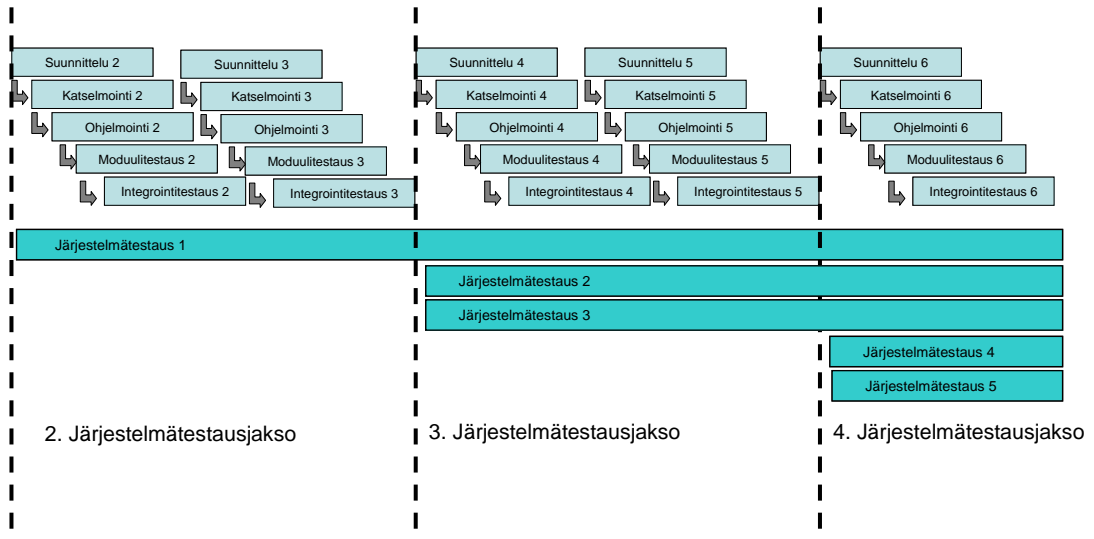 Suunnittelu 2
Katselmointi 2
Ohjelmointi 2
Moduulitestaus 2
Integrointitestaus 2
Suunnittelu 3
Katselmointi 3
Ohjelmointi 3
Moduulitestaus 3
Integrointitestaus 3
Suunnittelu 4
Katselmointi 4
Ohjelmointi 4
Moduulitestaus 4
Integrointitestaus 4
Suunnittelu 5
Katselmointi 5
Ohjelmointi 5
Moduulitestaus 5
Integrointitestaus 5
Suunnittelu 6
Katselmointi 6
Ohjelmointi 6
Moduulitestaus 6
Integrointitestaus 6
Järjestelmätestaus 1
Järjestelmätestaus 2
Järjestelmätestaus 3
Järjestelmätestaus 4
Järjestelmätestaus 5
2. Järjestelmätestausjakso
3. Järjestelmätestausjakso
4. Järjestelmätestausjakso